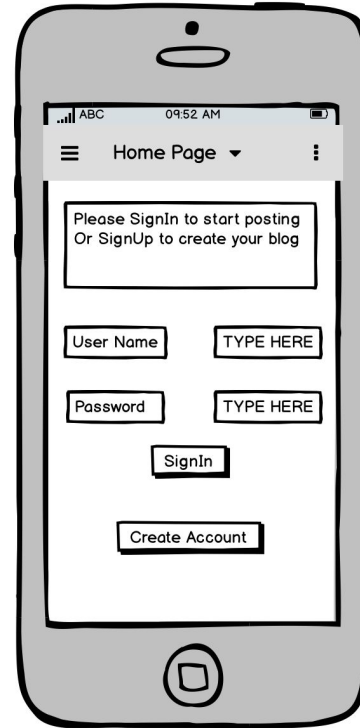 ABC 09:52 AM
Home Page
Please SignIn to start posting
Or SignUp to create your blog
User Name TYPE HERE
Password TYPE HERE
SignIn
Create Account